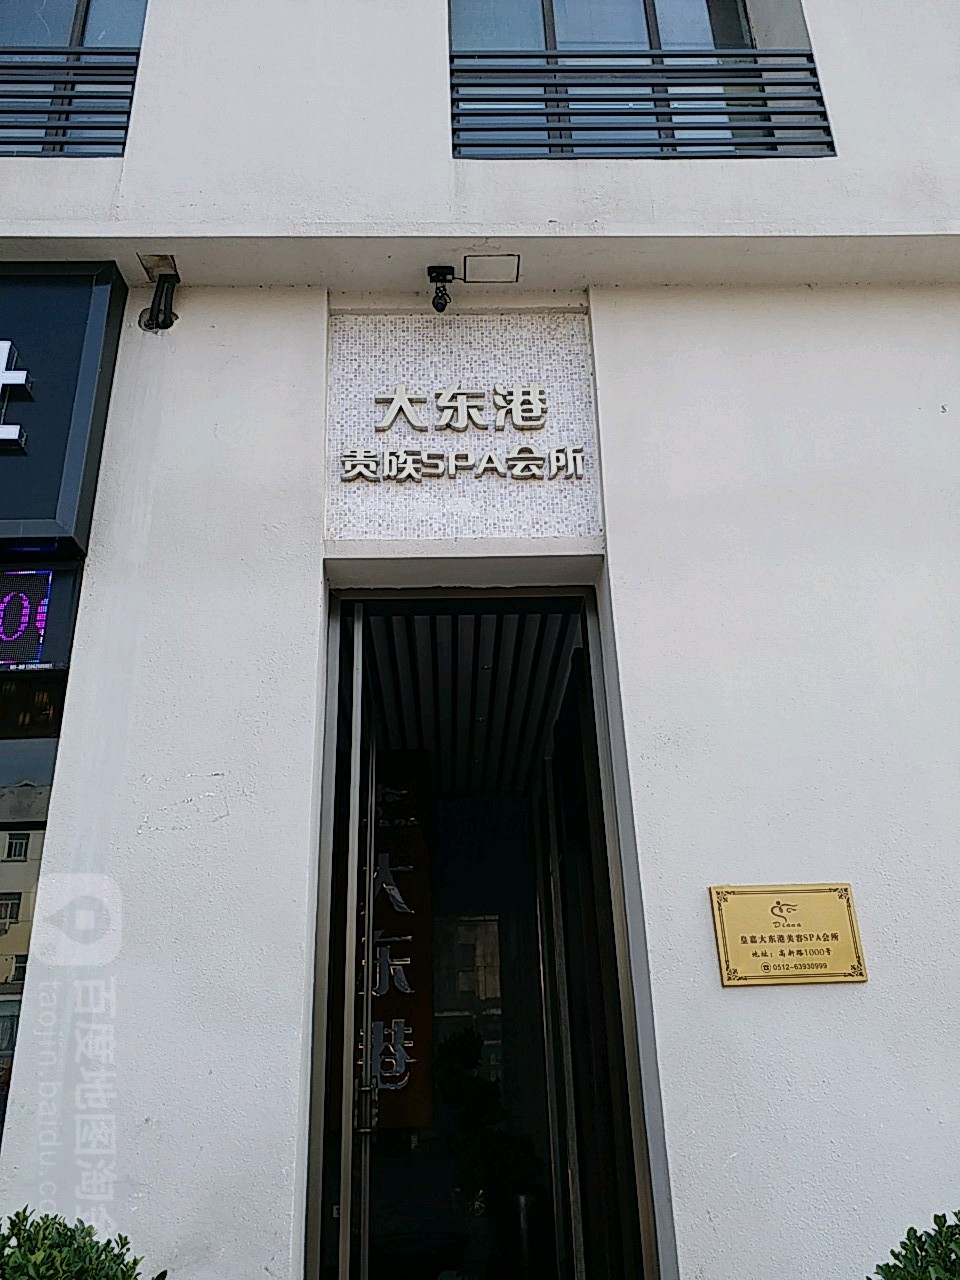 大东港
贵族SPA会所
大东港
Diana
皇嘉大东港美容SPA会所
地址：高新路1000号
☎0512-63930999
百度地图淘金
taojin.baidu.co